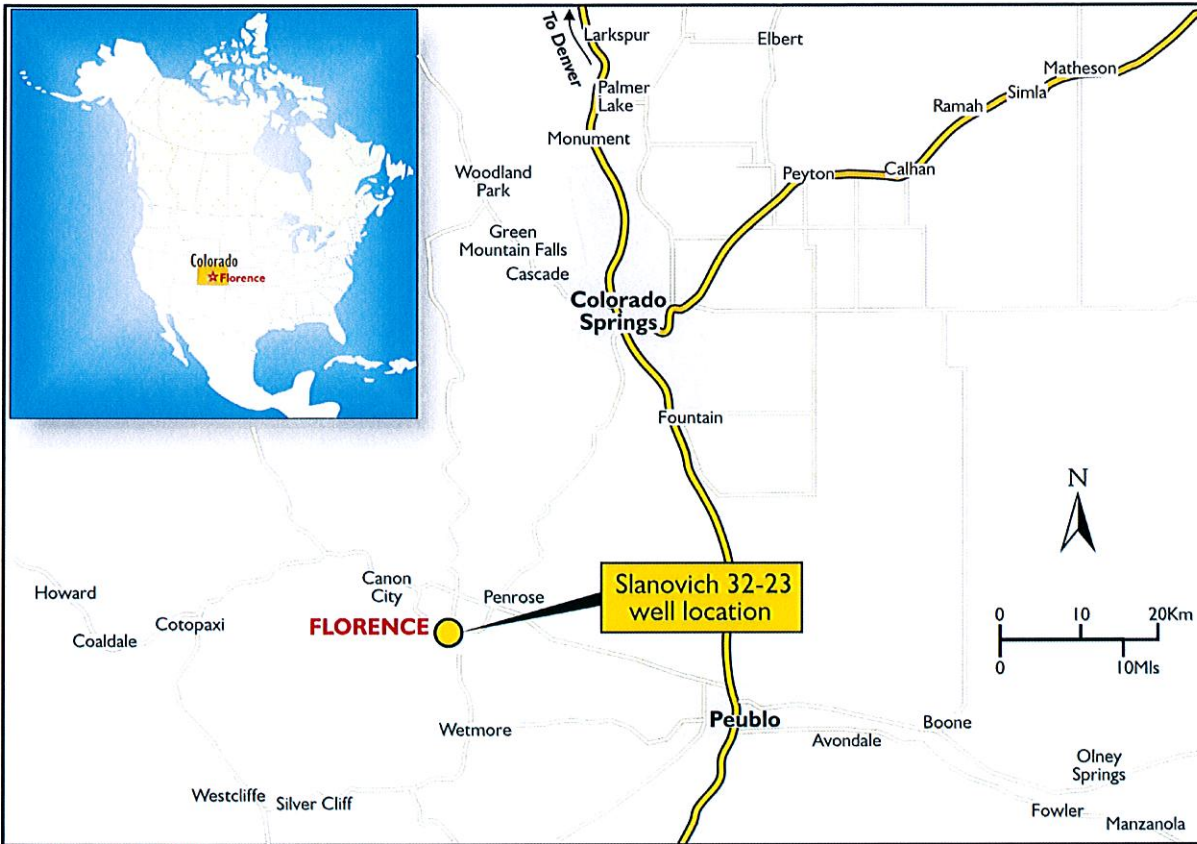 To Denver
Larkspur
Elbert
Matheson
Simla
Palmer
Lake
Ramah
Monument
Woodland
Park
Peyton
Calhan
Green
Mountain Falls
Cascade
Colorado
Florence
Colorado
Springs
Fountain
N
Slanovich 32-23
well location
Howard
Canon
City
Penrose
Coaldale
Cotopaxi
FLORENCE
0 10 20Km
0 10Mls
Wetmore
Peublo
Avondale
Boone
Olney
Springs
Westcliffe
Silver Cliff
Fowler
Manzanola